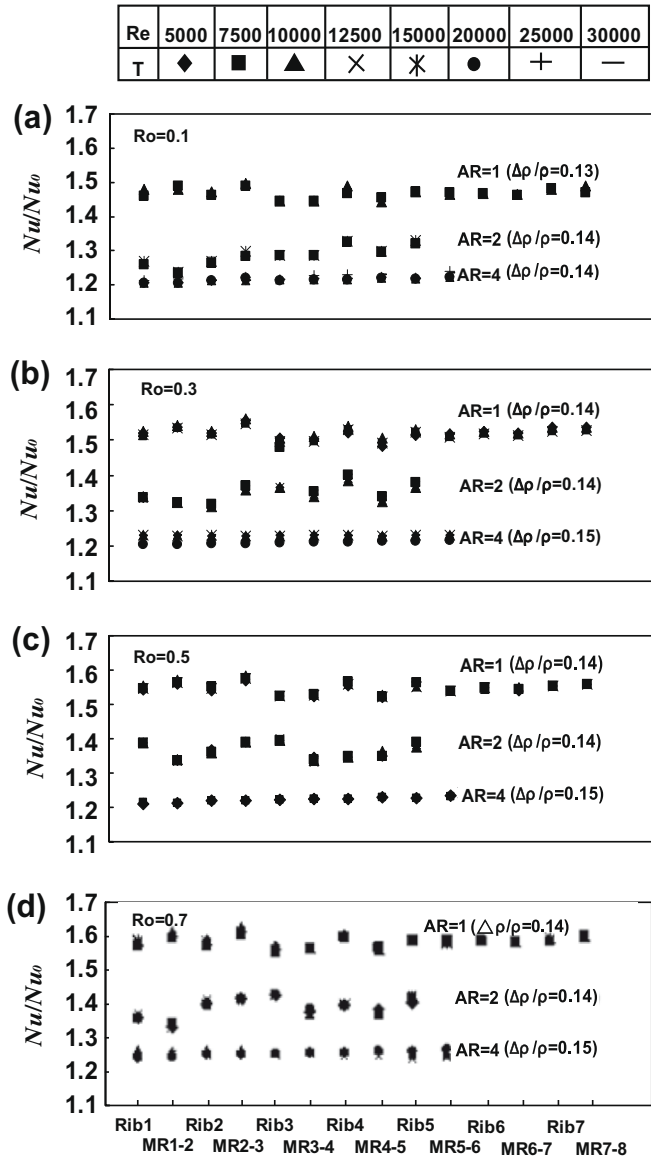 Re 5000 7500 10000 12500 15000 20000 25000 30000
T
(a)
Ro=0.1
AR=1 (Δρ/ρ=0.13)
AR=2 (Δρ/ρ=0.14)
AR=4 (Δρ/ρ=0.14)
Nu/Nu₀
1.7
1.6
1.5
1.4
1.3
1.2
1.1
(b)
Ro=0.3
AR=1 (Δρ/ρ=0.14)
AR=2 (Δρ/ρ=0.14)
AR=4 (Δρ/ρ=0.15)
Nu/Nu₀
1.7
1.6
1.5
1.4
1.3
1.2
1.1
(c)
Ro=0.5
AR=1 (Δρ/ρ=0.14)
AR=2 (Δρ/ρ=0.14)
AR=4 (Δρ/ρ=0.15)
Nu/Nu₀
1.7
1.6
1.5
1.4
1.3
1.2
1.1
(d)
Ro=0.7
AR=1 (Δρ/ρ=0.14)
AR=2 (Δρ/ρ=0.14)
AR=4 (Δρ/ρ=0.15)
Nu/Nu₀
1.7
1.6
1.5
1.4
1.3
1.2
1.1
Rib1 Rib2 Rib3 Rib4 Rib5 Rib6 Rib7
MR1-2 MR2-3 MR3-4 MR4-5 MR5-6 MR6-7 MR7-8